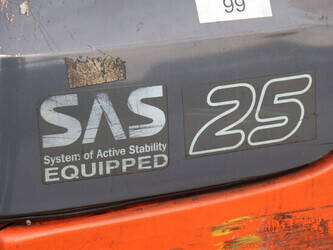 99
SAS
System of Active Stability
EQUIPPED
25